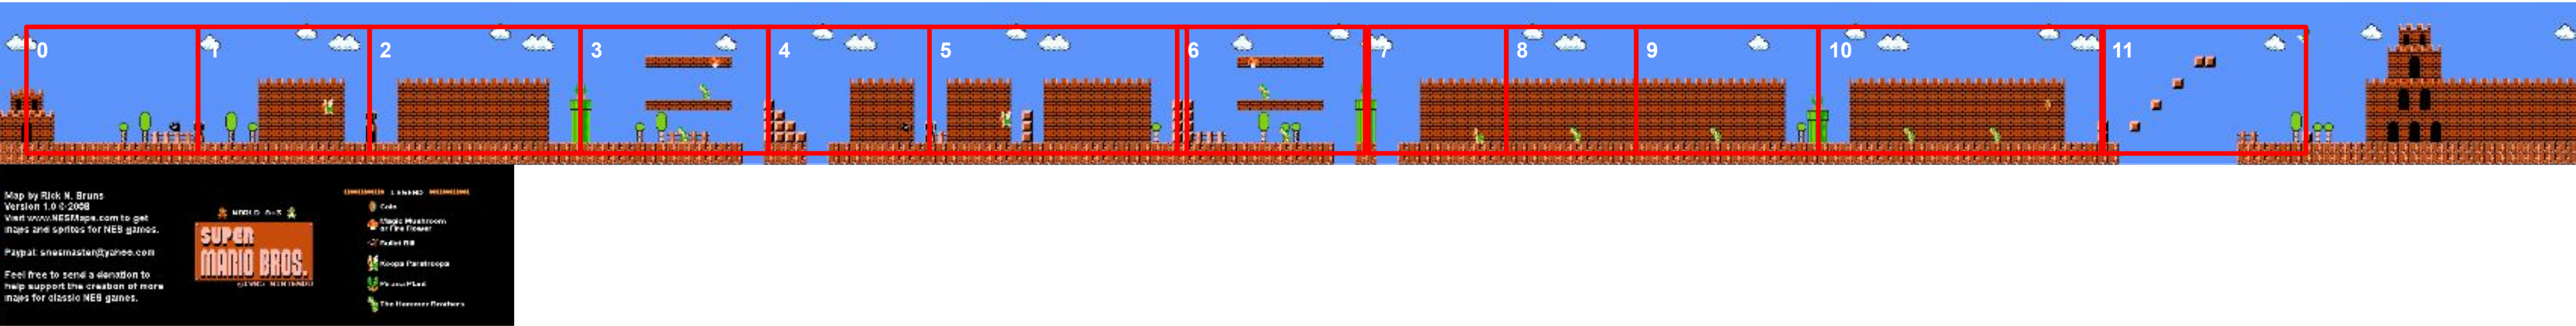 0 1 2 3 4 5 6 7 8 9 10 11
Map by Rick N. Bruns
Version 1.0 © 2008
Visit www.NESMaps.com to get
maps and sprites for NES games.
Paypal: snesmaster@yahoo.com
Feel free to send a donation to
help support the creation of more
maps for classic NES games.
WORLD 8-3
SUPER
MARIO BROS.
©1985 NINTENDO
LEGEND
Coin
Magic Mushroom
or Fire Flower
Bullet Bill
Koopa Paratroopa
Piranha Plant
The Hammer Brothers